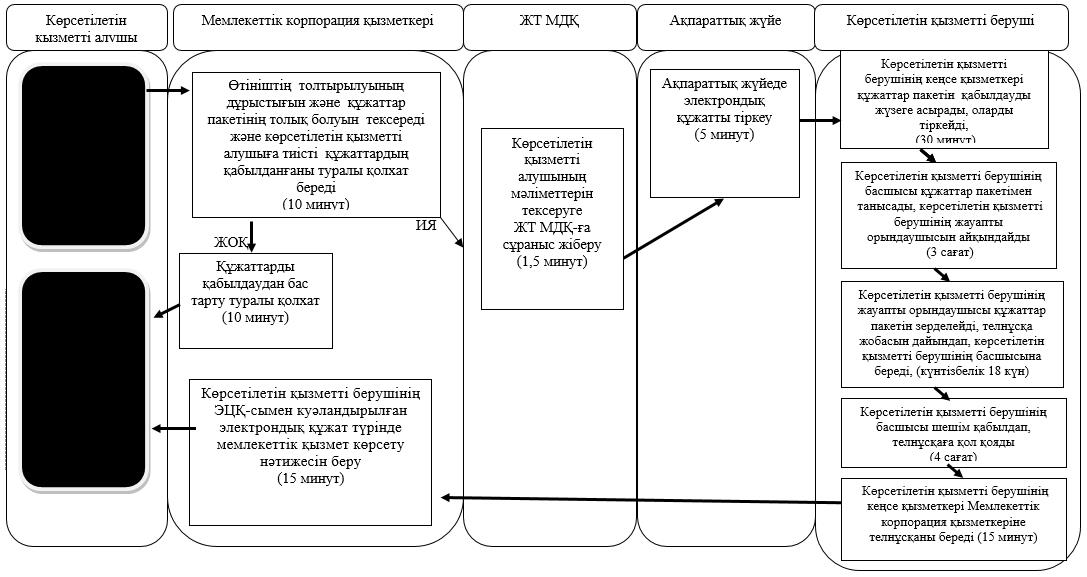 Көрсетілетін
қызметті алушы
Мемлекеттік корпорация қызметкері
ЖТ МДҚ
Ақпараттық жүйе
Көрсетілетін қызметті беруші
Өтініштің толтырылуының
дұрыстығын және құжаттар
пакетінің толық болуын тексереді
және көрсетілетін қызметті
алушыға тиісті құжаттардың
қабылданғаны туралы қолхат
береді
(10 минут)
ЖОҚ
ИЯ
Құжаттарды
қабылдаудан бас
тарту туралы қолхат
(10 минут)
Көрсетілетін қызметті берушінің
ЭЦҚ-сымен куәландырылған
электрондық құжат түрінде
мемлекеттік қызмет көрсету
нәтижесін беру
(15 минут)
Көрсетілетін
қызметті
алушының
мәліметтерін
тексеруге
ЖТ МДҚ-ға
сұраныс жіберу
(1,5 минут)
Ақпараттық жүйеде
электрондық
құжатты тіркеу
(5 минут)
Көрсетілетін қызметті
берушінің кеңсе қызметкері
құжаттар пакетін қабылдауды
жүзеге асырады, оларды
тіркейді,
(30 минут)
Көрсетілетін қызметті берушінің
басшысы құжаттар пакетімен
танысады, көрсетілетін қызметті
берушінің жауапты
орындаушысын айқындайды
(3 сағат)
Көрсетілетін қызметті берушінің
жауапты орындаушысы құжаттар
пакетін зерделейді, телнұсқа
жобасын дайындап, көрсетілетін
қызметті берушінің басшысына
береді, (күнтізбелік 18 күн)
Көрсетілетін қызметті берушінің
басшысы шешім қабылдап,
телнұсқаға қол қояды
(4 сағат)
Көрсетілетін қызметті берушінің
кеңсе қызметкері Мемлекеттік
корпорация қызметкеріне
телнұсқаны береді (15 минут)